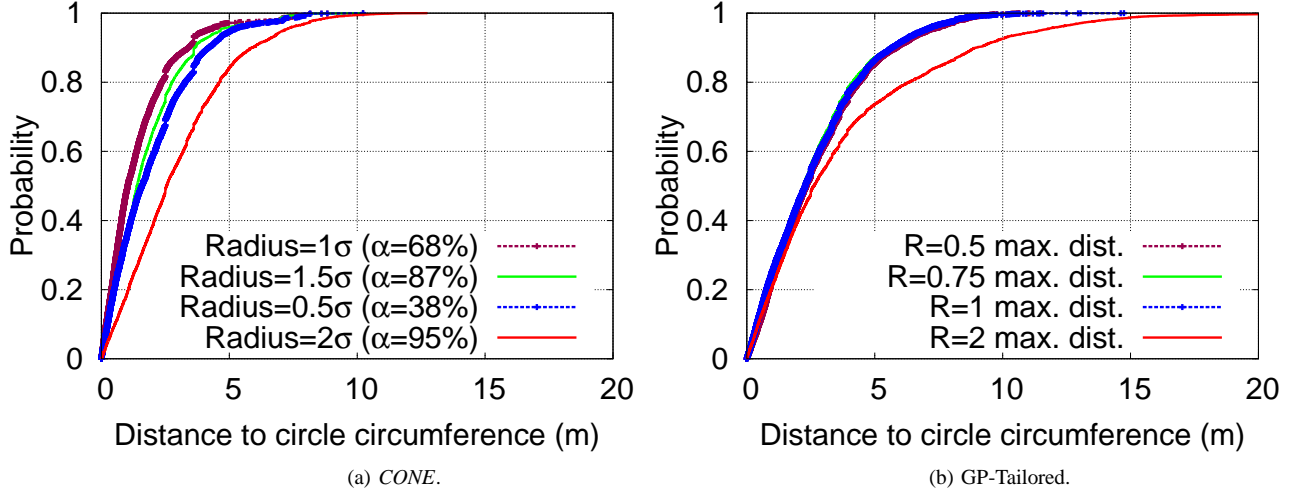 1
0.8
0.6
0.4
0.2
0
Probability
Radius=1σ (α=68%)
Radius=1.5σ (α=87%)
Radius=0.5σ (α=38%)
Radius=2σ (α=95%)
0 5 10 15 20
Distance to circle circumference (m)
(a) CONE.
1
0.8
0.6
0.4
0.2
0
Probability
R=0.5 max. dist.
R=0.75 max. dist.
R=1 max. dist.
R=2 max. dist.
0 5 10 15 20
Distance to circle circumference (m)
(b) GP-Tailored.